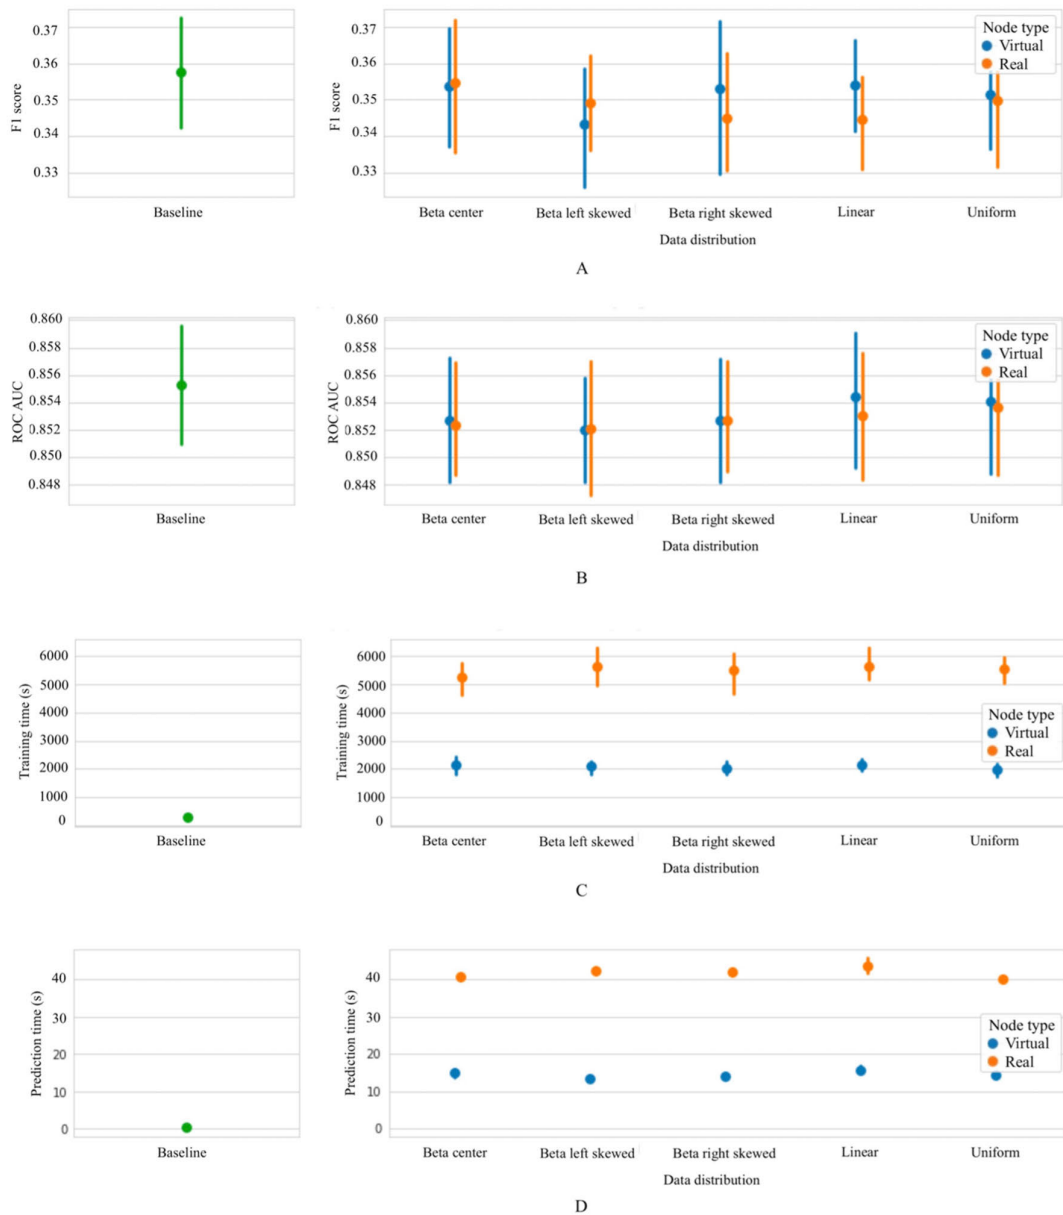 F1 score
0.37
0.36
0.35
0.34
0.33
Baseline
F1 score
0.37
0.36
0.35
0.34
0.33
Node type
Virtual
Real
Beta center
Beta left skewed
Beta right skewed
Linear
Uniform
Data distribution
A
ROC AUC
0.860
0.858
0.856
0.854
0.852
0.850
0.848
Baseline
ROC AUC
0.860
0.858
0.856
0.854
0.852
0.850
0.848
Node type
Virtual
Real
Beta center
Beta left skewed
Beta right skewed
Linear
Uniform
Data distribution
B
Training time (s)
6000
5000
4000
3000
2000
1000
0
Baseline
Training time (s)
6000
5000
4000
3000
2000
1000
0
Node type
Virtual
Real
Beta center
Beta left skewed
Beta right skewed
Linear
Uniform
Data distribution
C
Prediction time (s)
40
30
20
10
0
Baseline
Prediction time (s)
40
30
20
10
0
Node type
Virtual
Real
Beta center
Beta left skewed
Beta right skewed
Linear
Uniform
Data distribution
D